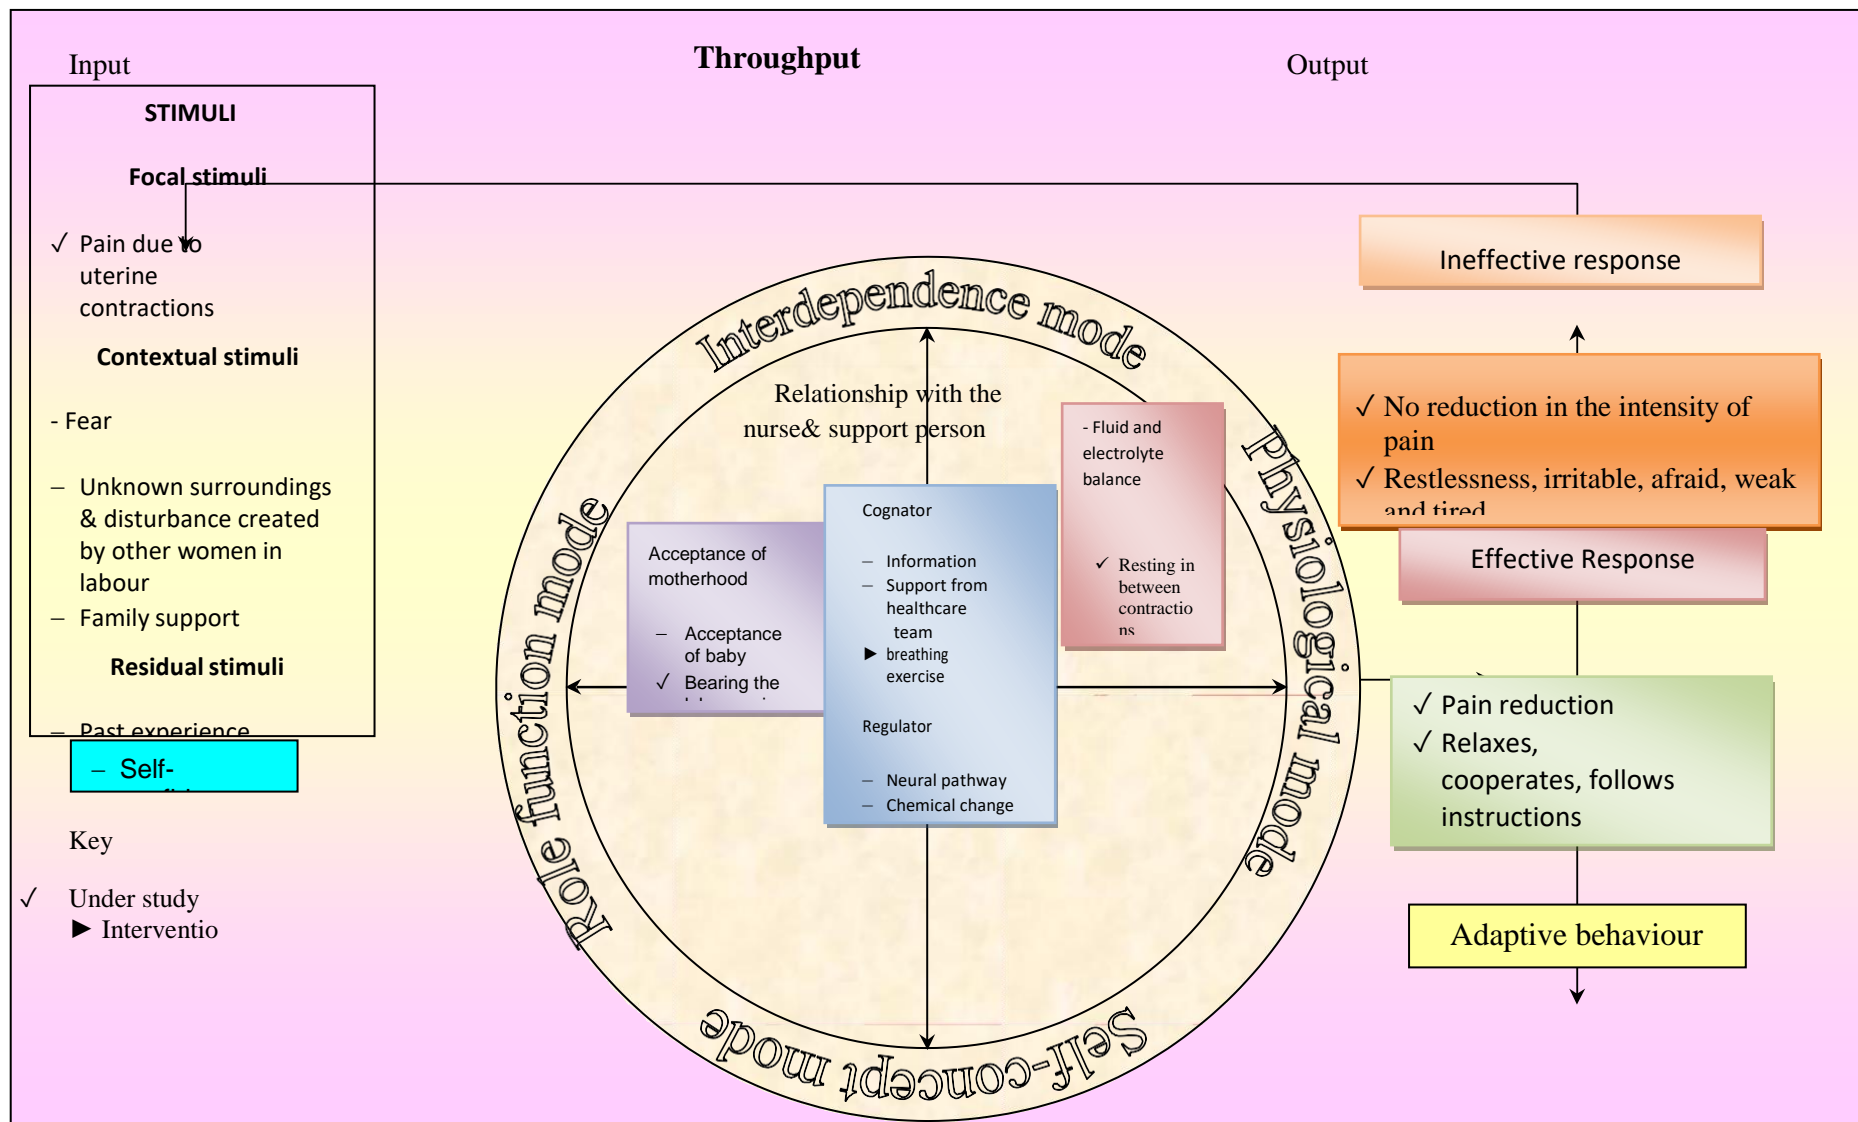 Input
Throughput
Output
STIMULI
Focal stimuli
✓ Pain due to
uterine
contractions
Contextual stimuli
- Fear
– Unknown surroundings
& disturbance created
by other women in
labour
– Family support
Residual stimuli
– Past experience
– Self-
Key
✓ Under study
► Interventio
Interdependence mode
Physiological mode
Self-concept mode
Role function mode
Relationship with the
nurse& support person
Acceptance of
motherhood
– Acceptance
of baby
✓ Bearing the
Cognator
– Information
– Support from
healthcare
team
► breathing
exercise
Regulator
– Neural pathway
– Chemical change
- Fluid and
electrolyte
balance
✓ Resting in
between
contractio
ns
Ineffective response
✓ No reduction in the intensity of
pain
✓ Restlessness, irritable, afraid, weak
and tired
Effective Response
✓ Pain reduction
✓ Relaxes,
cooperates, follows
instructions
Adaptive behaviour